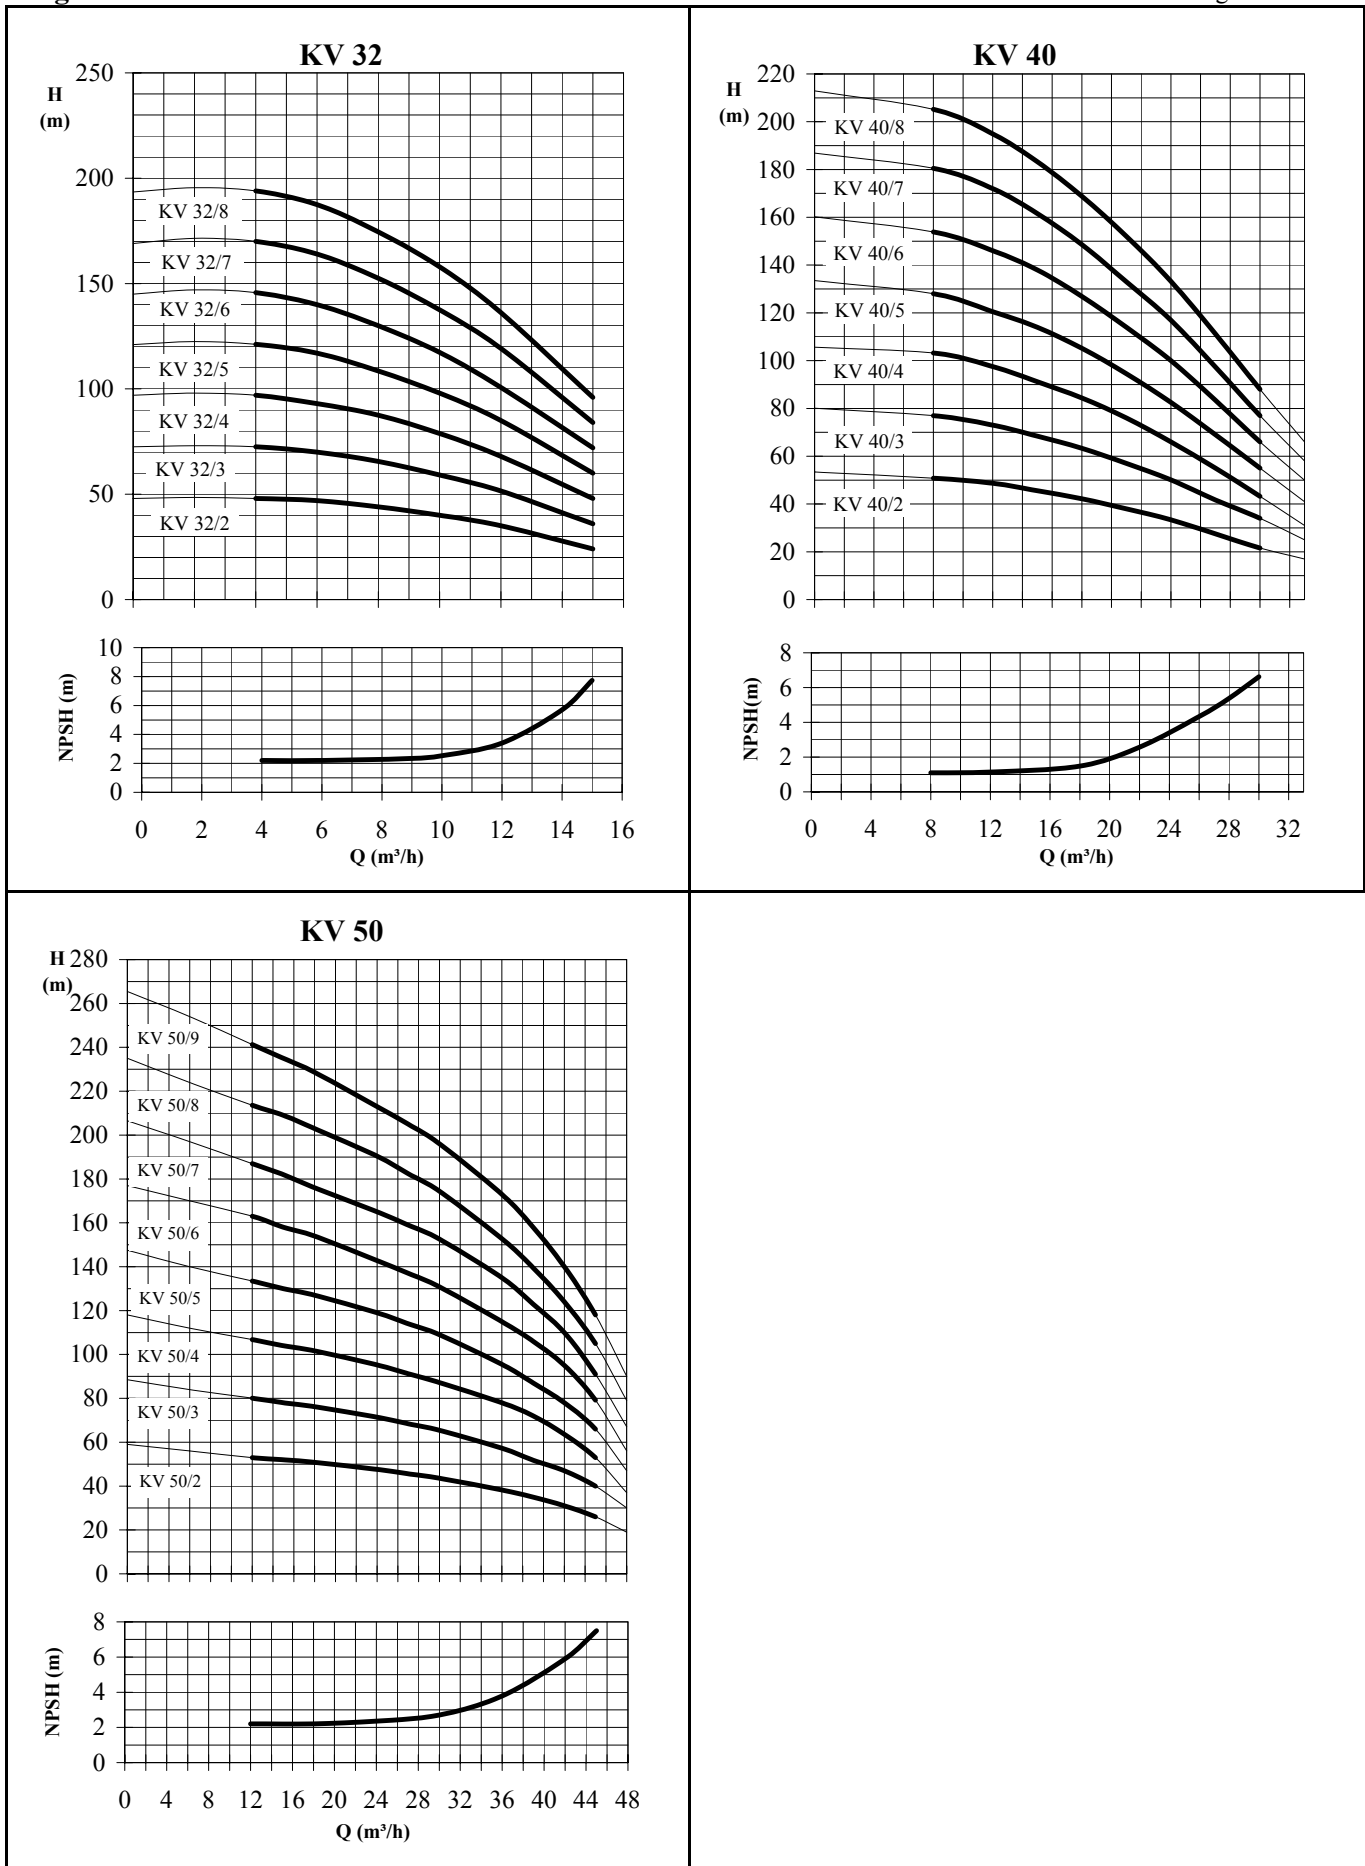 KV 32
250
H
(m)
200
150
100
50
0
KV 32/8
KV 32/7
KV 32/6
KV 32/5
KV 32/4
KV 32/3
KV 32/2
10
8
6
4
2
0
NPSH (m)
0 2 4 6 8 10 12 14 16
Q (m³/h)
KV 40
220
H
(m)
200
180
160
140
120
100
80
60
40
20
0
KV 40/8
KV 40/7
KV 40/6
KV 40/5
KV 40/4
KV 40/3
KV 40/2
8
6
4
2
0
NPSH(m)
0 4 8 12 16 20 24 28 32
Q (m³/h)
KV 50
H 280
(m)
260
240
220
200
180
160
140
120
100
80
60
40
20
0
KV 50/9
KV 50/8
KV 50/7
KV 50/6
KV 50/5
KV 50/4
KV 50/3
KV 50/2
8
6
4
2
0
NPSH (m)
0 4 8 12 16 20 24 28 32 36 40 44 48
Q (m³/h)